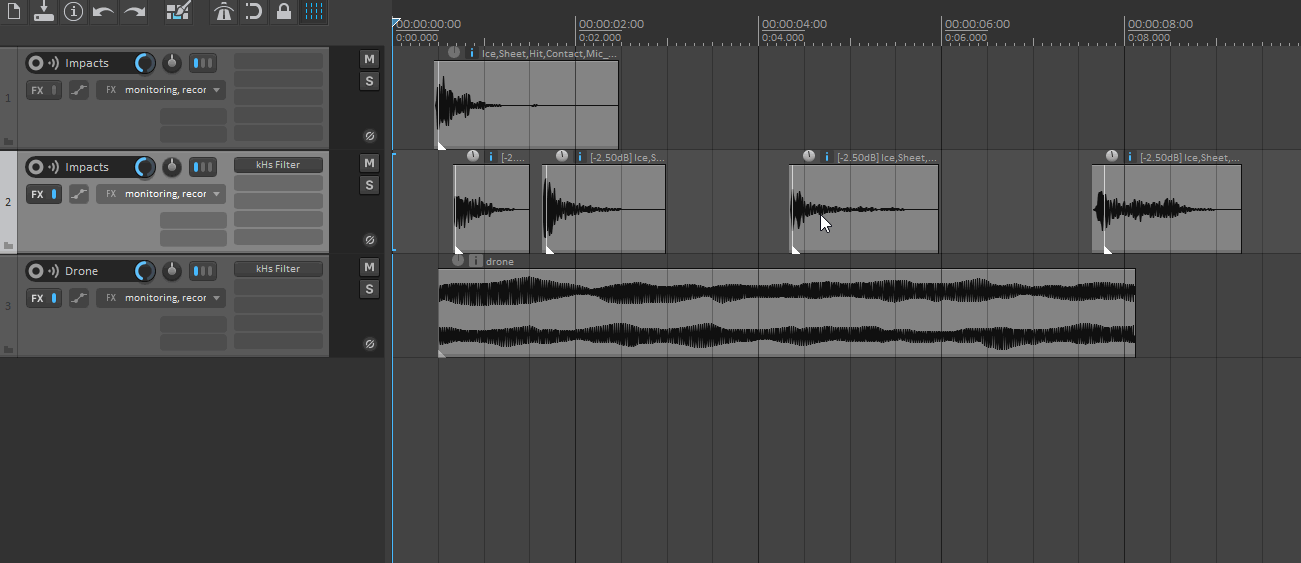 00:00:00:00 00:00:02:00 00:00:04:00 00:00:06:00 00:00:08:00
0:00.000 0:02.000 0:04.000 0:06.000 0:08.000
1
Impacts
M
S
FX
FX monitoring, recor
Ice,Sheet,Hit,Contact,Mic_...
2
Impacts
kHs Filter
M
S
FX
monitoring, recor
[-2....
[-2.50dB] Ice,S...
[-2.50dB] Ice,Sheet,...
[-2.50dB] Ice,Sheet,...
3
Drone
kHs Filter
M
S
FX
monitoring, recor
drone